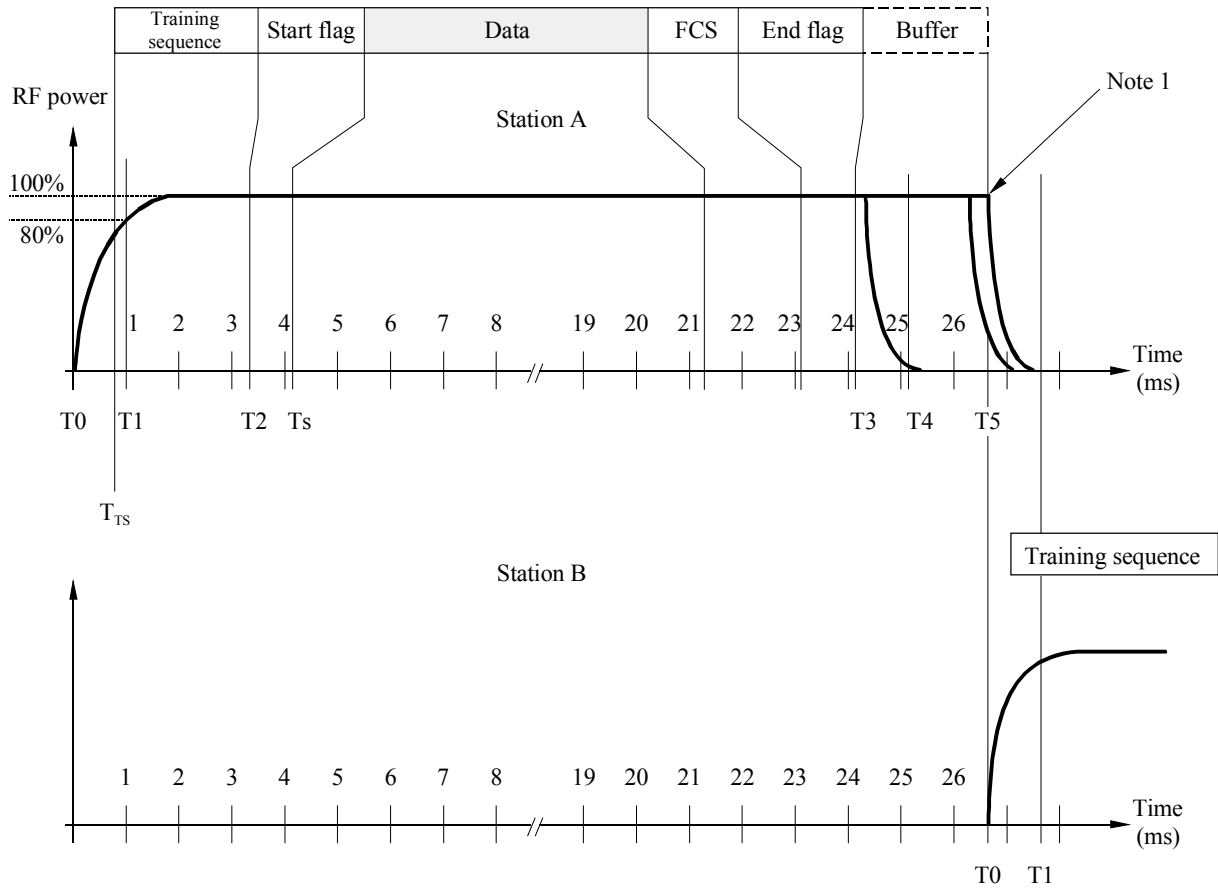 Training sequence
Start flag
Data
FCS
End flag
Buffer
RF power
Station A
Note 1
100%
80%
1 2 3 4 5 6 7 8 19 20 21 22 23 24 25 26
Time (ms)
T0 T1 T2 Ts T3 T4 T5
T_TS
Training sequence
Station B
1 2 3 4 5 6 7 8 19 20 21 22 23 24 25 26
Time (ms)
T0 T1